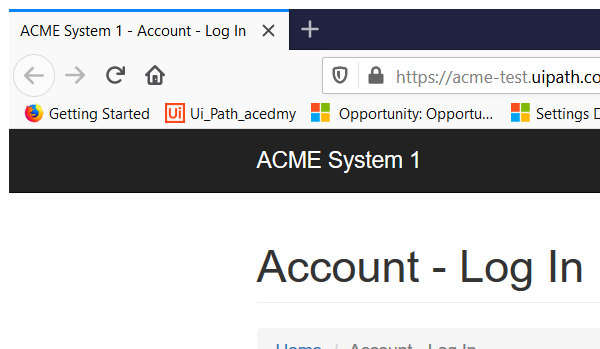 ACME System 1 - Account - Log In
https://acme-test.uipath.co
Getting Started Ui Ui_Path_acedmy Opportunity: Opportu... Settings D
ACME System 1
Account - Log In
Home / Account - Log In